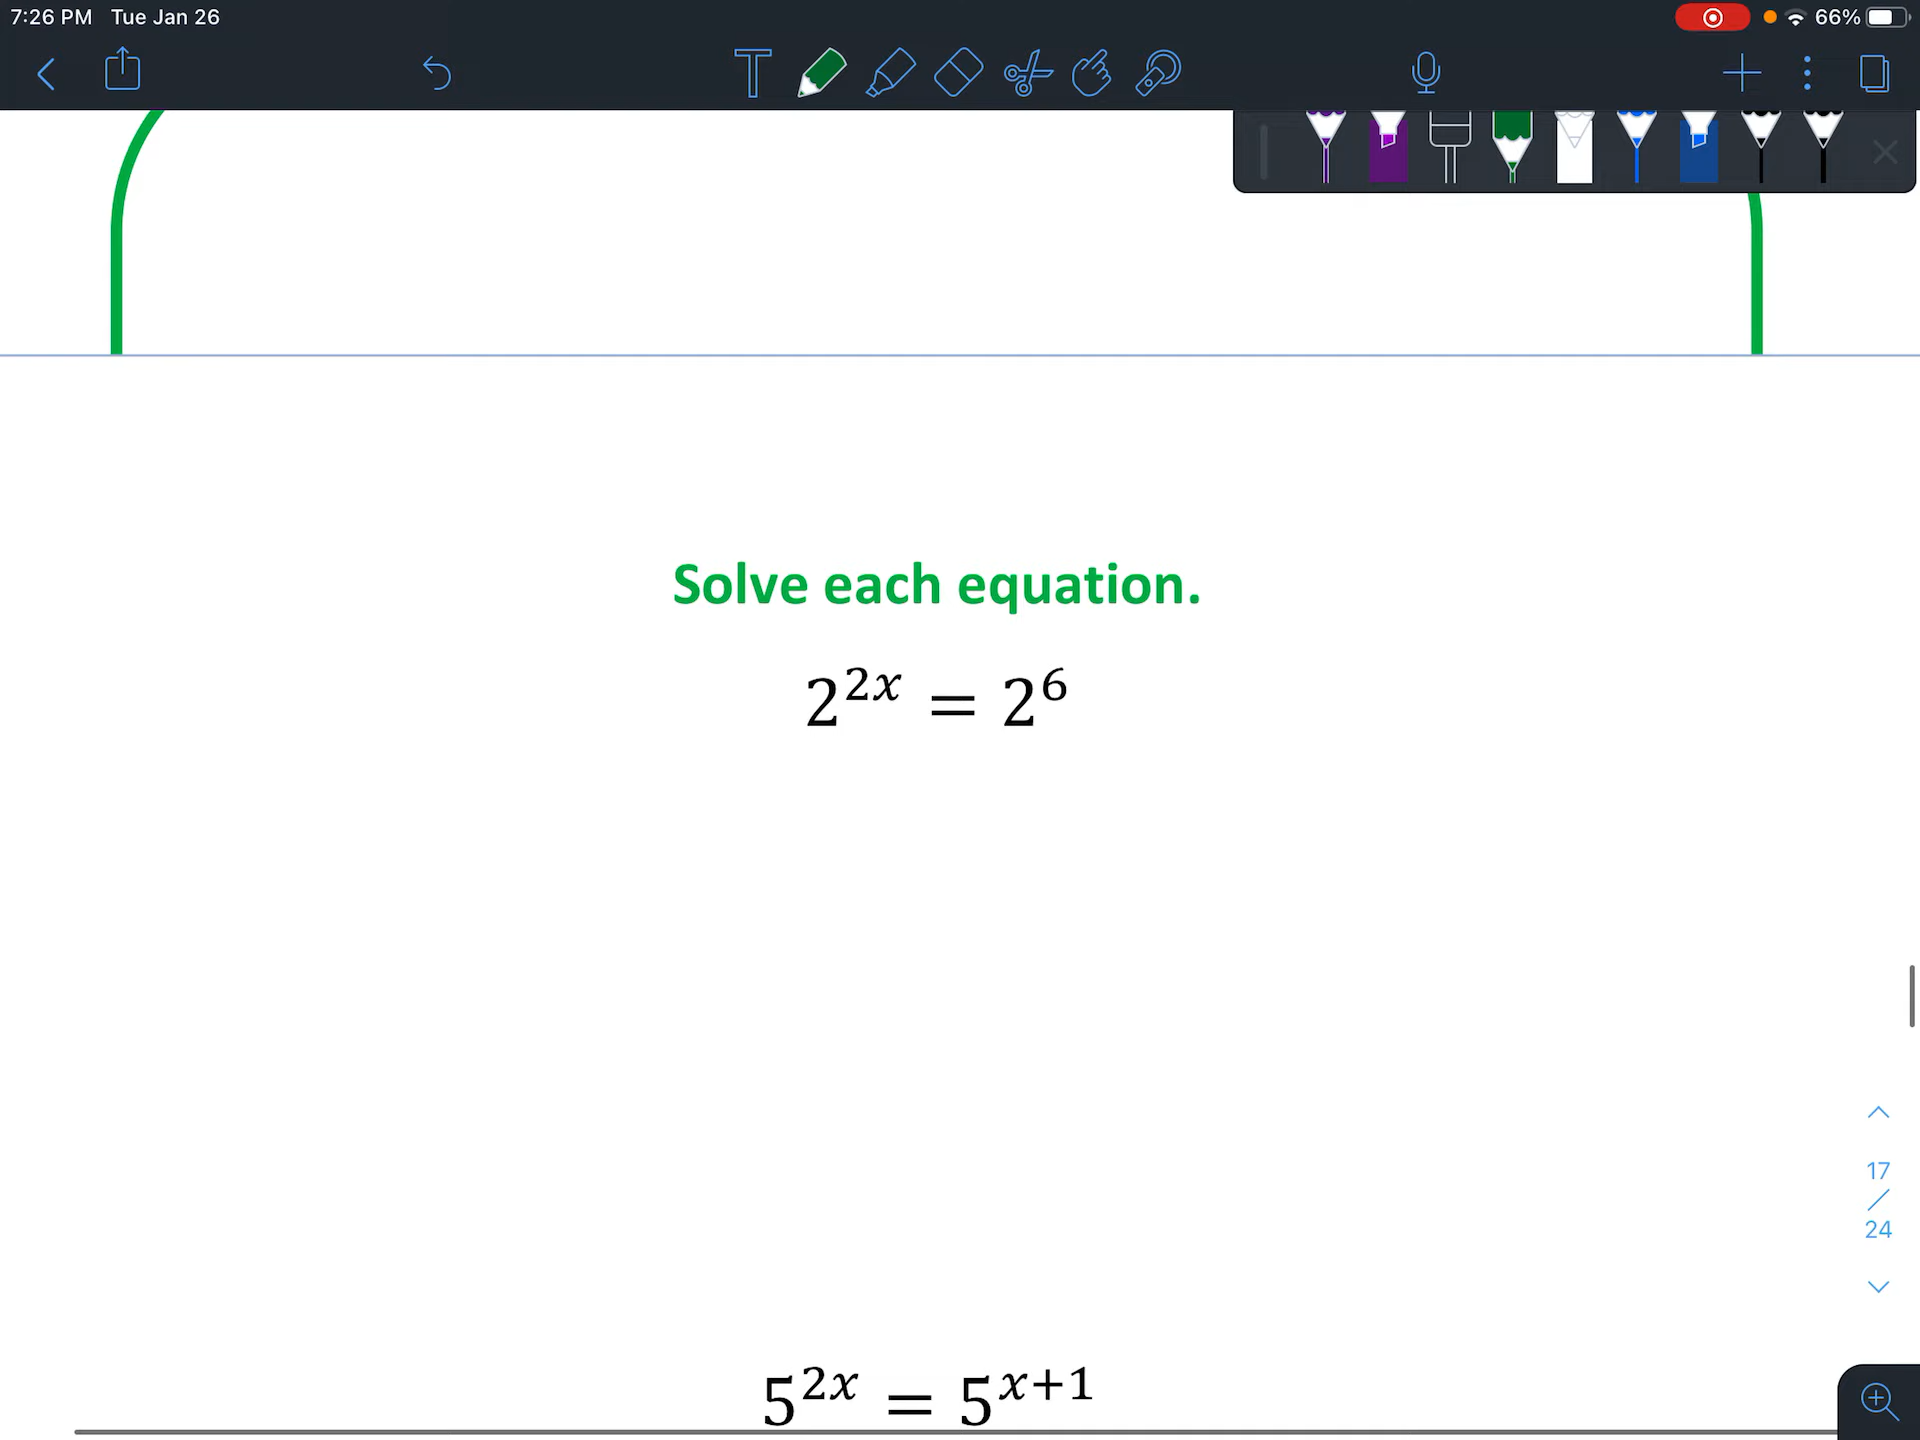 7:26 PM Tue Jan 26
66%
T
Solve each equation.
2^{2x} = 2^6
17
/
24
5^{2x} = 5^{x+1}